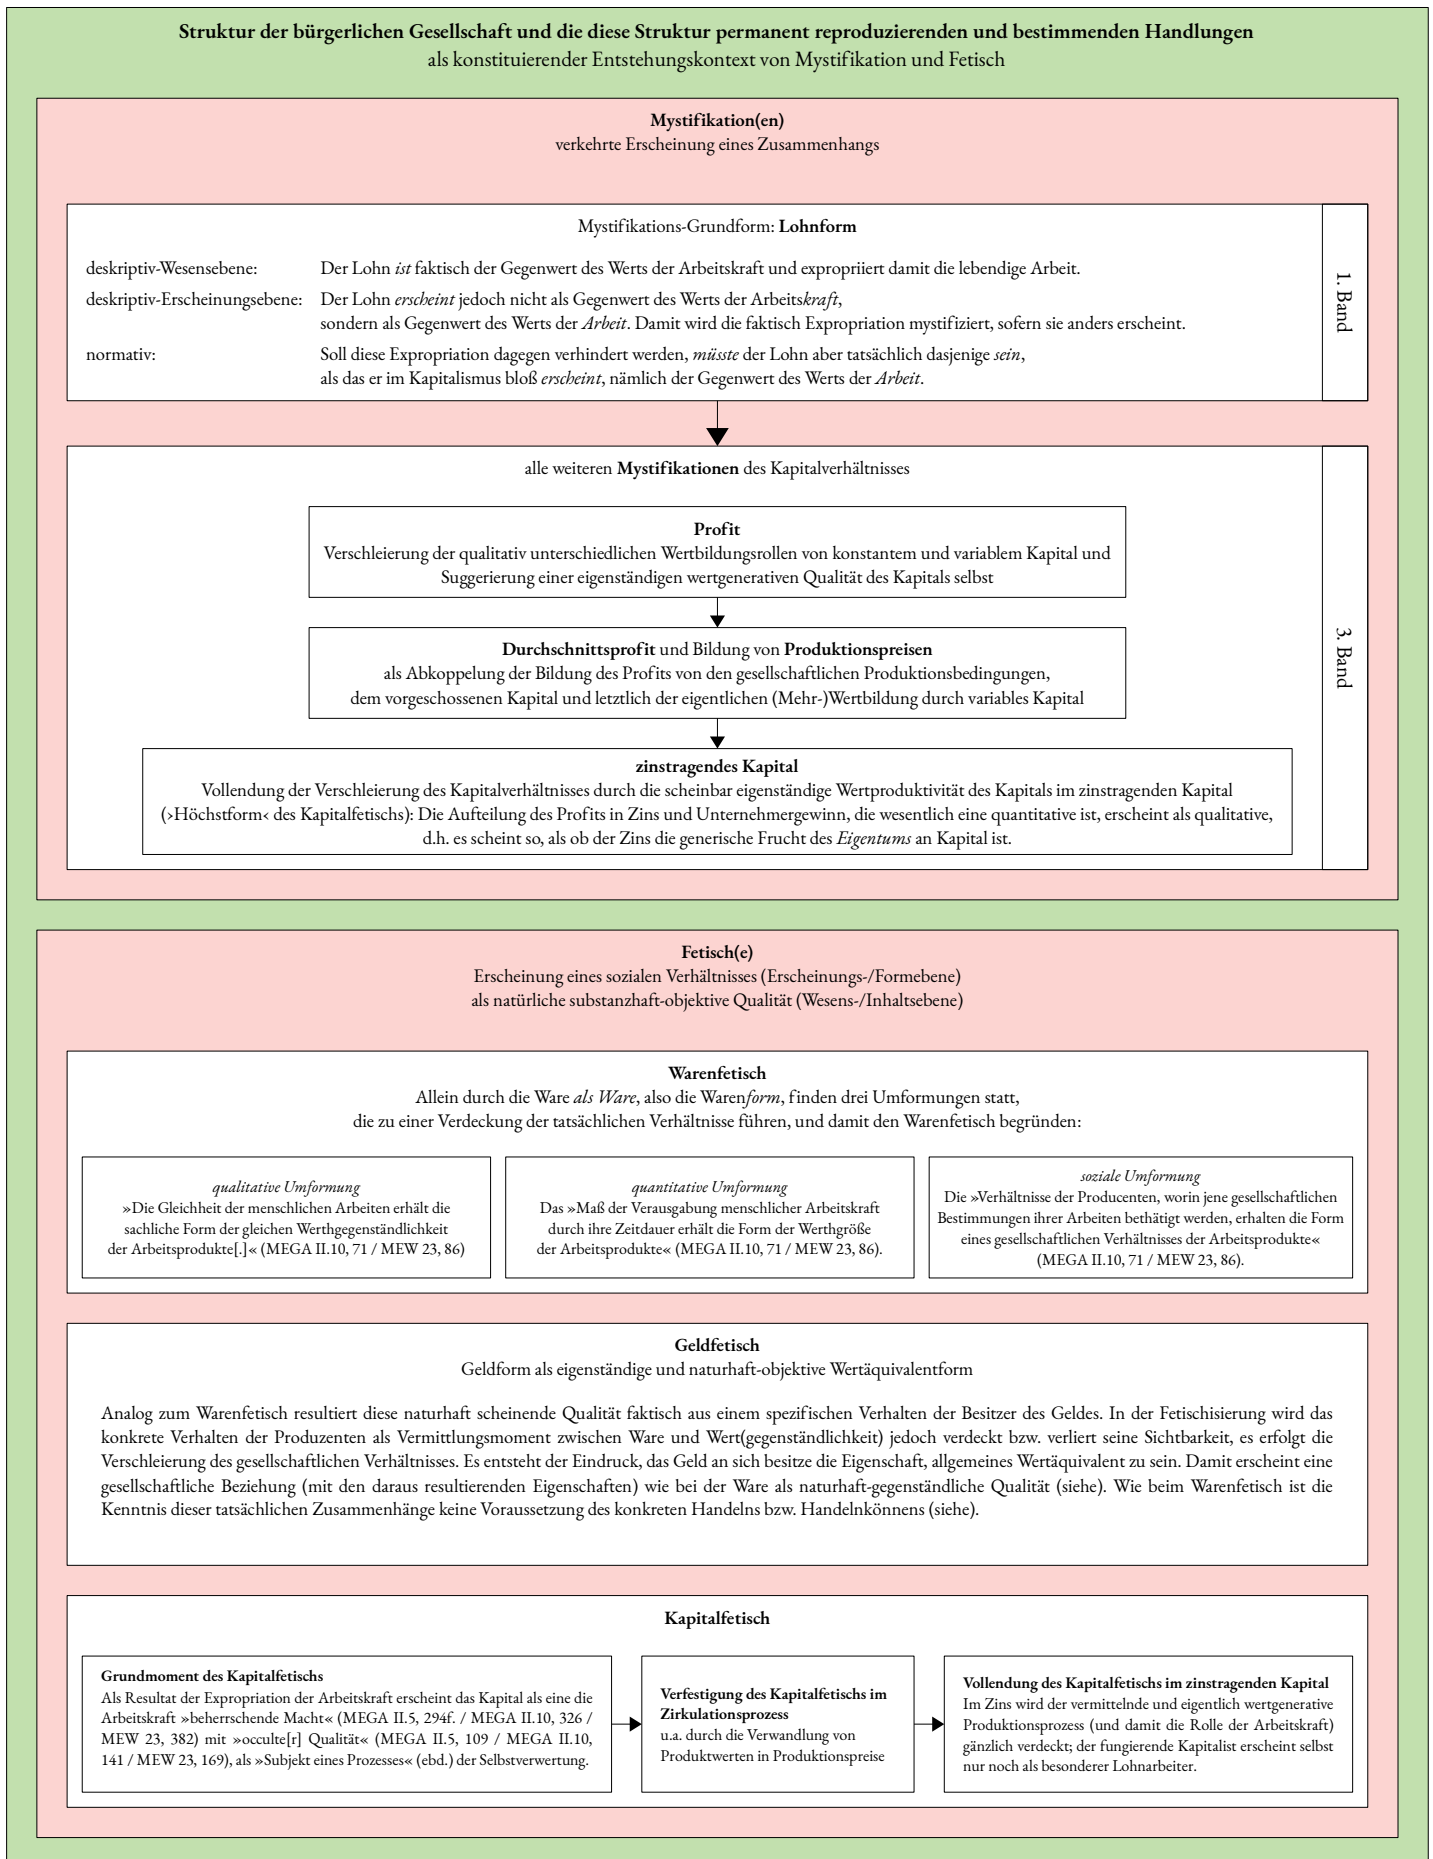 Struktur der bürgerlichen Gesellschaft und die diese Struktur permanent reproduzierenden und bestimmenden Handlungen
als konstituierender Entstehungskontext von Mystifikation und Fetisch
Mystifikation(en)
verkehrte Erscheinung eines Zusammenhangs
Mystifikations-Grundform: Lohnform
deskriptiv-Wesensebene: Der Lohn ist faktisch der Gegenwert des Werts der Arbeitskraft und expropriiert damit die lebendige Arbeit.
deskriptiv-Erscheinungsebene: Der Lohn erscheint jedoch nicht als Gegenwert des Werts der Arbeitskraft,
sondern als Gegenwert des Werts der Arbeit. Damit wird die faktisch Expropriation mystifiziert, sofern sie anders erscheint.
normativ: Soll diese Expropriation dagegen verhindert werden, müsste der Lohn aber tatsächlich dasjenige sein,
als das er im Kapitalismus bloß erscheint, nämlich der Gegenwert des Werts der Arbeit.
1. Band
alle weiteren Mystifikationen des Kapitalverhältnisses
Profit
Verschleierung der qualitativ unterschiedlichen Wertbildungsrollen von konstantem und variablem Kapital und
Suggerierung einer eigenständigen wertgenerativen Qualität des Kapitals selbst
Durchschnittsprofit und Bildung von Produktionspreisen
als Abkoppelung der Bildung des Profits von den gesellschaftlichen Produktionsbedingungen,
dem vorgeschossenen Kapital und letztlich der eigentlichen (Mehr-)Wertbildung durch variables Kapital
zinstragendes Kapital
Vollendung der Verschleierung des Kapitalverhältnisses durch die scheinbar eigenständige Wertproduktivität des Kapitals im zinstragenden Kapital
(›Höchstform‹ des Kapitalfetischs): Die Aufteilung des Profits in Zins und Unternehmergewinn, die wesentlich eine quantitative ist, erscheint als qualitative,
d.h. es scheint so, als ob der Zins die generische Frucht des Eigentums an Kapital ist.
3. Band
Fetisch(e)
Erscheinung eines sozialen Verhältnisses (Erscheinungs-/Formebene)
als natürliche substanzhaft-objektive Qualität (Wesens-/Inhaltsebene)
Warenfetisch
Allein durch die Ware als Ware, also die Warenform, finden drei Umformungen statt,
die zu einer Verdeckung der tatsächlichen Verhältnisse führen, und damit den Warenfetisch begründen:
qualitative Umformung
»Die Gleichheit der menschlichen Arbeiten erhält die
sachliche Form der gleichen Werthgegenständlichkeit
der Arbeitsprodukte[.]« (MEGA II.10, 71 / MEW 23, 86)
quantitative Umformung
Das »Maß der Verausgabung menschlicher Arbeitskraft
durch ihre Zeitdauer erhält die Form der Werthgröße
der Arbeitsprodukte« (MEGA II.10, 71 / MEW 23, 86).
soziale Umformung
Die »Verhältnisse der Producenten, worin jene gesellschaftlichen
Bestimmungen ihrer Arbeiten bethätigt werden, erhalten die Form
eines gesellschaftlichen Verhältnisses der Arbeitsprodukte«
(MEGA II.10, 71 / MEW 23, 86).
Geldfetisch
Geldform als eigenständige und naturhaft-objektive Wertäquivalentform
Analog zum Warenfetisch resultiert diese naturhaft scheinende Qualität faktisch aus einem spezifischen Verhalten der Besitzer des Geldes. In der Fetischisierung wird das
konkrete Verhalten der Produzenten als Vermittlungsmoment zwischen Ware und Wert(gegenständlichkeit) jedoch verdeckt bzw. verliert seine Sichtbarkeit, es erfolgt die
Verschleierung des gesellschaftlichen Verhältnisses. Es entsteht der Eindruck, das Geld an sich besitze die Eigenschaft, allgemeines Wertäquivalent zu sein. Damit erscheint eine
gesellschaftliche Beziehung (mit den daraus resultierenden Eigenschaften) wie bei der Ware als naturhaft-gegenständliche Qualität (siehe). Wie beim Warenfetisch ist die
Kenntnis dieser tatsächlichen Zusammenhänge keine Voraussetzung des konkreten Handelns bzw. Handelnkönnens (siehe).
Kapitalfetisch
Grundmoment des Kapitalfetischs
Als Resultat der Expropriation der Arbeitskraft erscheint das Kapital als eine die
Arbeitskraft »beherrschende Macht« (MEGA II.5, 294f. / MEGA II.10, 326 /
MEW 23, 382) mit »occulte[r] Qualität« (MEGA II.5, 109 / MEGA II.10,
141 / MEW 23, 169), als »Subjekt eines Prozesses« (ebd.) der Selbstverwertung.
Verfestigung des Kapitalfetischs im
Zirkulationsprozess
u.a. durch die Verwandlung von
Produktwerten in Produktionspreise
Vollendung des Kapitalfetischs im zinstragenden Kapital
Im Zins wird der vermittelnde und eigentlich wertgenerative
Produktionsprozess (und damit die Rolle der Arbeitskraft)
gänzlich verdeckt; der fungierende Kapitalist erscheint selbst
nur noch als besonderer Lohnarbeiter.